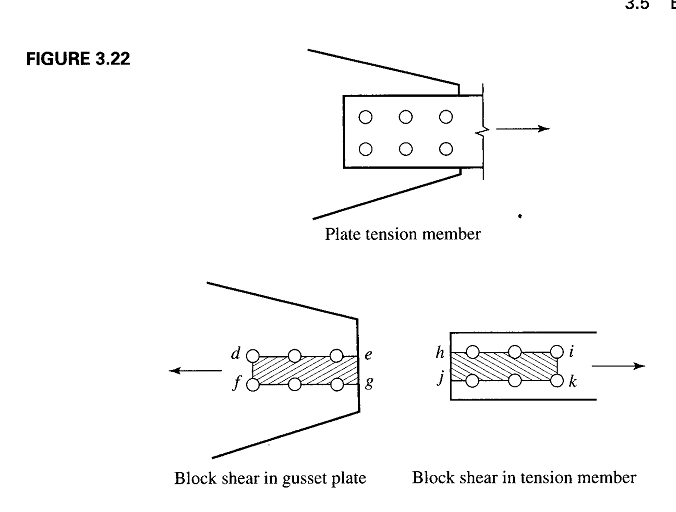 3.5
FIGURE 3.22
Plate tension member
d e
f g
h i
j k
Block shear in gusset plate Block shear in tension member